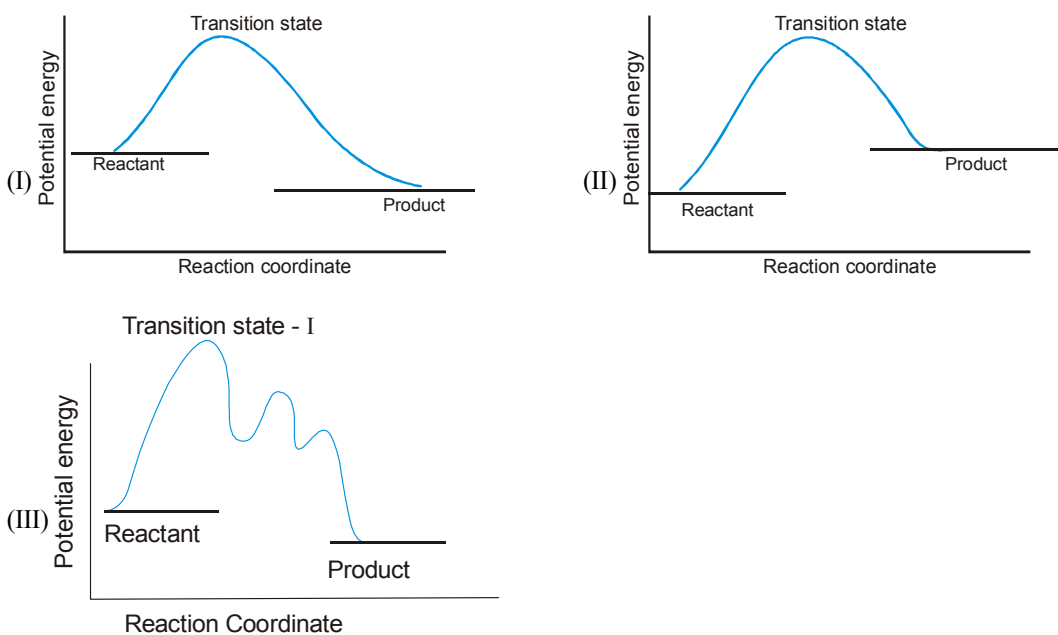 Transition state
Potential energy
(I)
Reactant
Product
Reaction coordinate
Transition state
Potential energy
(II)
Reactant
Product
Reaction coordinate
Transition state - I
Potential energy
(III)
Reactant
Product
Reaction Coordinate